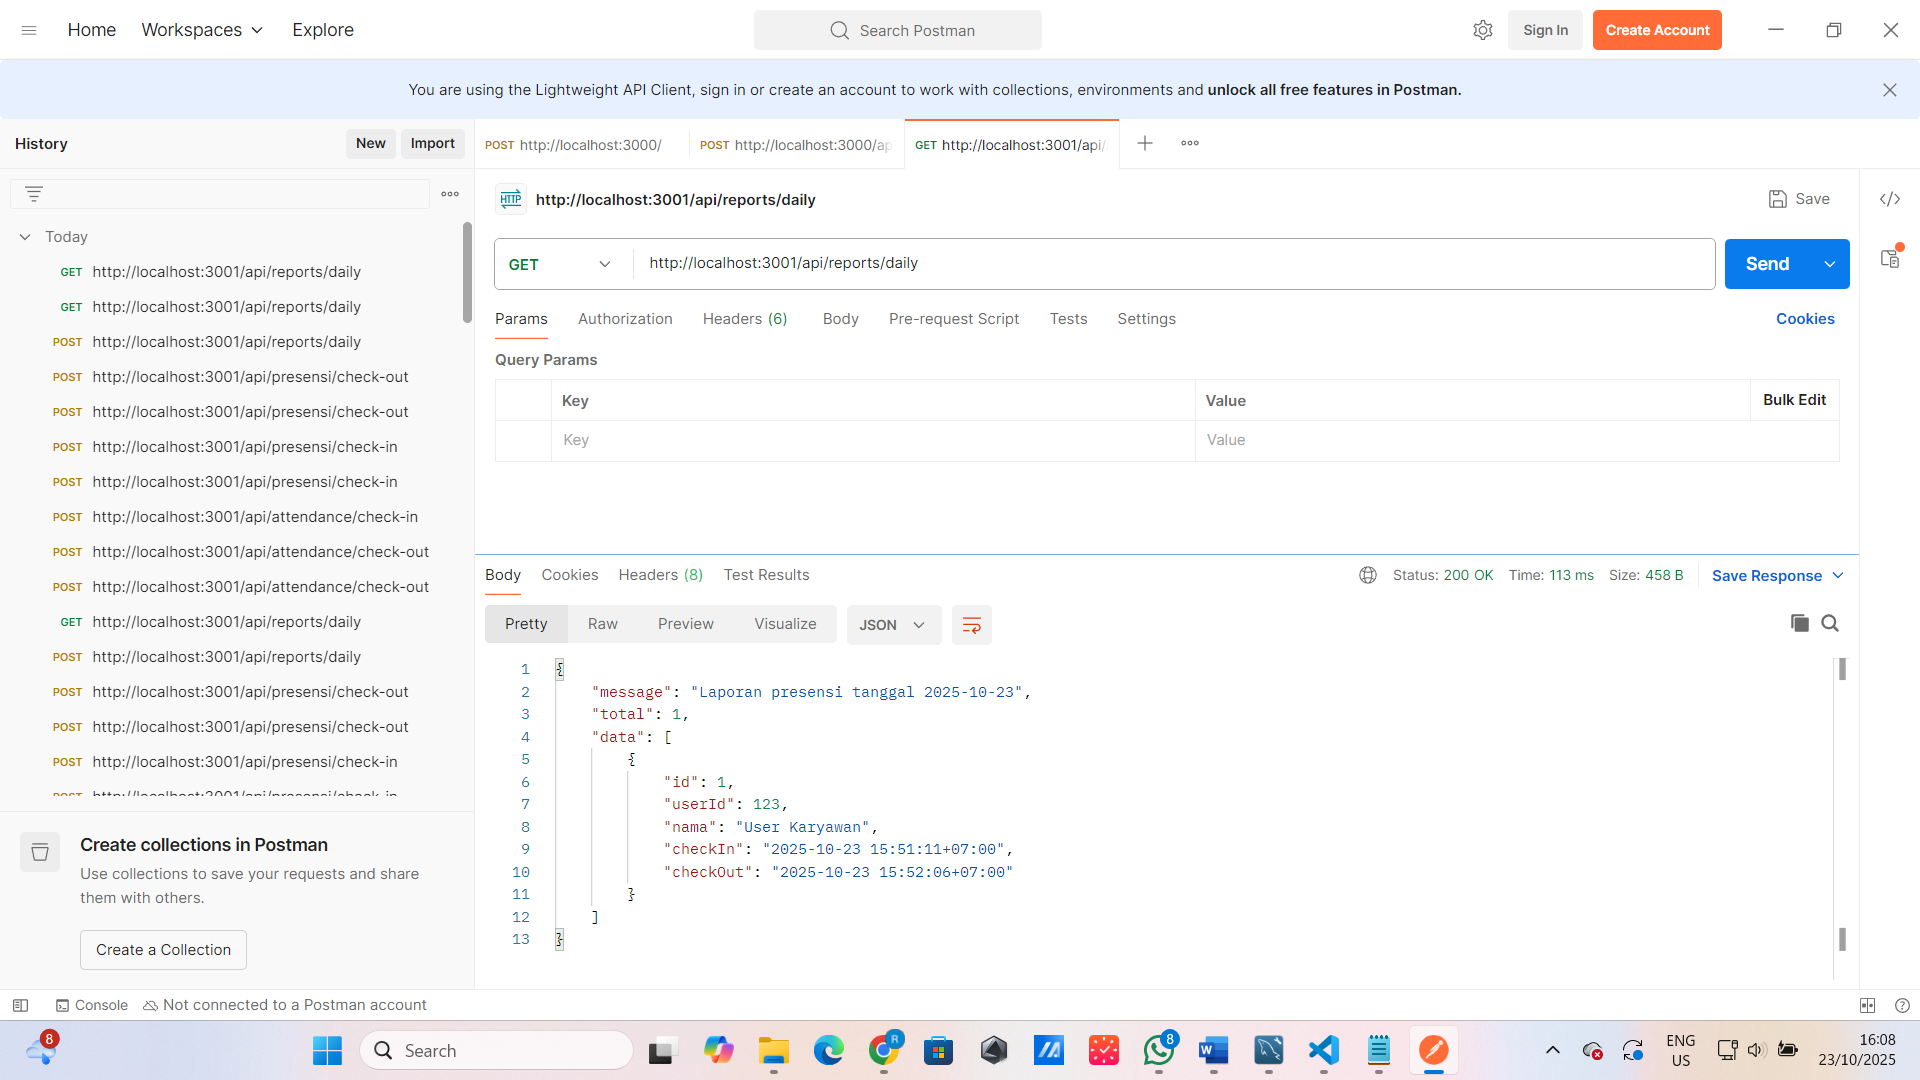 Home
Workspaces
Explore
Search Postman
Sign In
Create Account
You are using the Lightweight API Client, sign in or create an account to work with collections, environments and unlock all free features in Postman.
History
New
Import
POST http://localhost:3000/
POST http://localhost:3000/ap
GET http://localhost:3001/api/
Today
GET http://localhost:3001/api/reports/daily
GET http://localhost:3001/api/reports/daily
POST http://localhost:3001/api/reports/daily
POST http://localhost:3001/api/presensi/check-out
POST http://localhost:3001/api/presensi/check-out
POST http://localhost:3001/api/presensi/check-in
POST http://localhost:3001/api/presensi/check-in
POST http://localhost:3001/api/attendance/check-in
POST http://localhost:3001/api/attendance/check-out
POST http://localhost:3001/api/attendance/check-out
GET http://localhost:3001/api/reports/daily
POST http://localhost:3001/api/reports/daily
POST http://localhost:3001/api/presensi/check-out
POST http://localhost:3001/api/presensi/check-out
POST http://localhost:3001/api/presensi/check-in
POST http://localhost:3001/api/presensi/check-in
Create collections in Postman
Use collections to save your requests and share
them with others.
Create a Collection
HTTP
http://localhost:3001/api/reports/daily
Save
GET
http://localhost:3001/api/reports/daily
Send
Params
Authorization
Headers (6)
Body
Pre-request Script
Tests
Settings
Cookies
Query Params
Key
Value
Bulk Edit
Key
Value
Body
Cookies
Headers (8)
Test Results
Status: 200 OK
Time: 113 ms
Size: 458 B
Save Response
Pretty
Raw
Preview
Visualize
JSON
1 {
2 "message": "Laporan presensi tanggal 2025-10-23",
3 "total": 1,
4 "data": [
5 {
6 "id": 1,
7 "userId": 123,
8 "nama": "User Karyawan",
9 "checkIn": "2025-10-23 15:51:11+07:00",
10 "checkOut": "2025-10-23 15:52:06+07:00"
11 }
12 ]
13 }
Console
Not connected to a Postman account
8
Search
R
8
W
ENG
US
16:08
23/10/2025